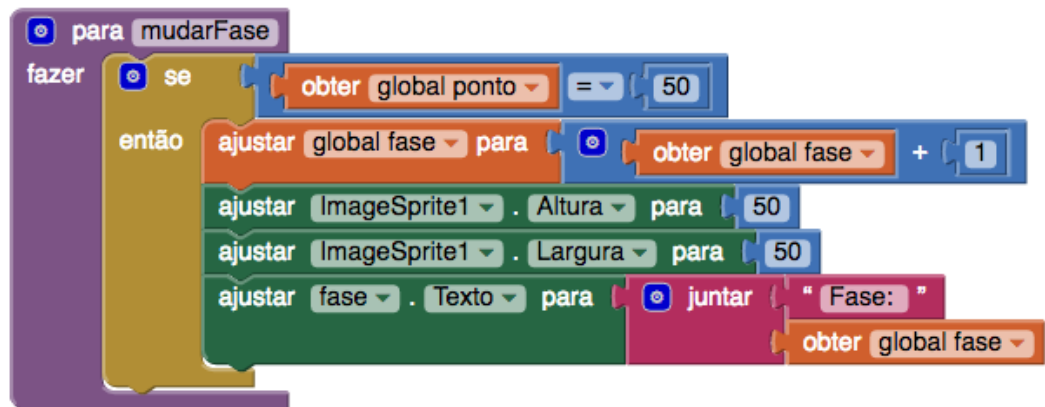 para mudarFase
fazer se obter global ponto = 50
então ajustar global fase para obter global fase + 1
ajustar ImageSprite1 . Altura para 50
ajustar ImageSprite1 . Largura para 50
ajustar fase . Texto para juntar " Fase: "
obter global fase